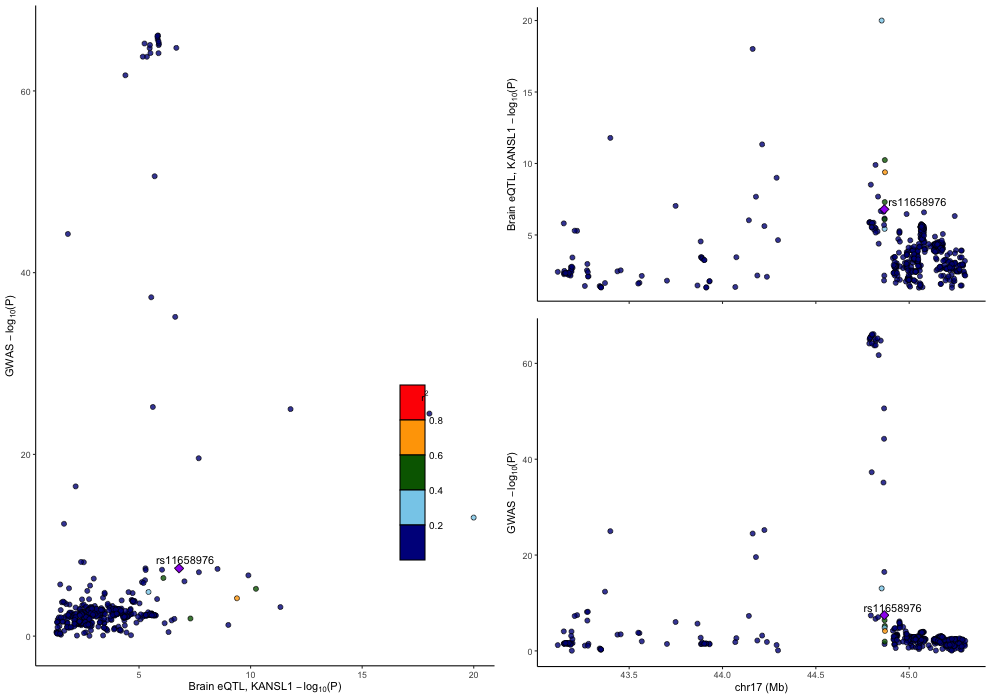 GWAS −log10(P)
60
40
20
0
rs11658976
5
10
15
20
Brain eQTL, KANSL1 −log10(P)
r2
0.8
0.6
0.4
0.2
Brain eQTL, KANSL1 −log10(P)
20
15
10
5
rs11658976
GWAS −log10(P)
60
40
20
0
rs11658976
43.5
44.0
44.5
45.0
chr17 (Mb)